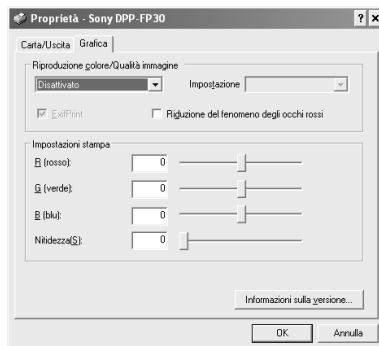 Proprietà - Sony DPP-FP30
Carta/Uscita Grafica
Riproduzione colore/Qualità immagine
Disattivato Impostazione
ExifPrint Riduzione del fenomeno degli occhi rossi
Impostazioni stampa
R (rosso): 0
G (verde): 0
B (blu): 0
Nitidezza(S): 0
Informazioni sulla versione...
OK Annulla